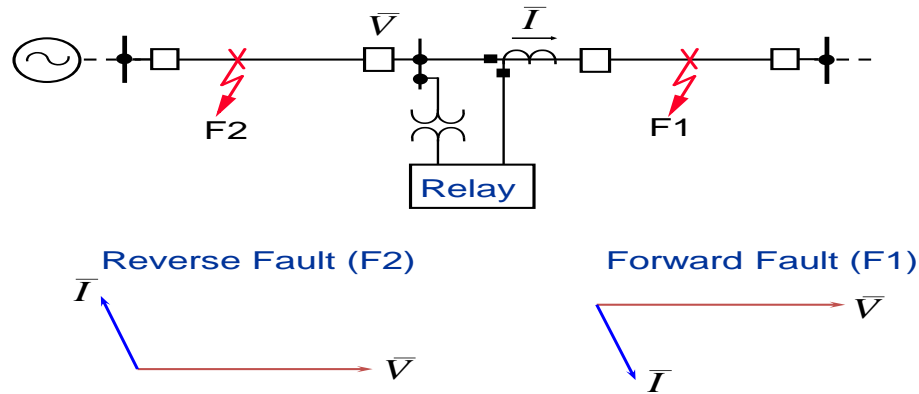 V̅
I̅
F2
F1
Relay
Reverse Fault (F2)
Forward Fault (F1)
I̅
V̅
V̅
I̅